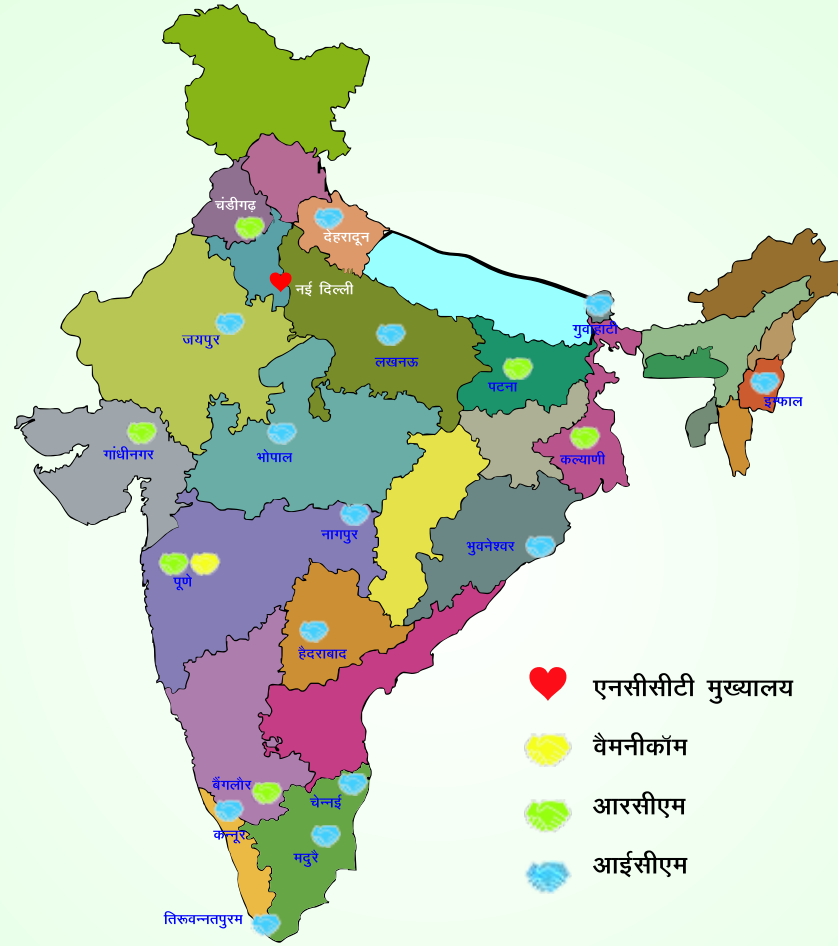 चंडीगढ़
देहरादून
नई दिल्ली
गुवाहाटी
जयपुर
लखनऊ
पटना
इम्फाल
गांधीनगर
भोपाल
कल्याणी
नागपुर
भुवनेश्वर
पूणे
हैदराबाद
एनसीसीटी मुख्यालय
वैमनीकॉम
बैंगलौर
चेन्नई
आरसीएम
कन्नूर
मदुरै
आईसीएम
तिरूवन्नतपुरम